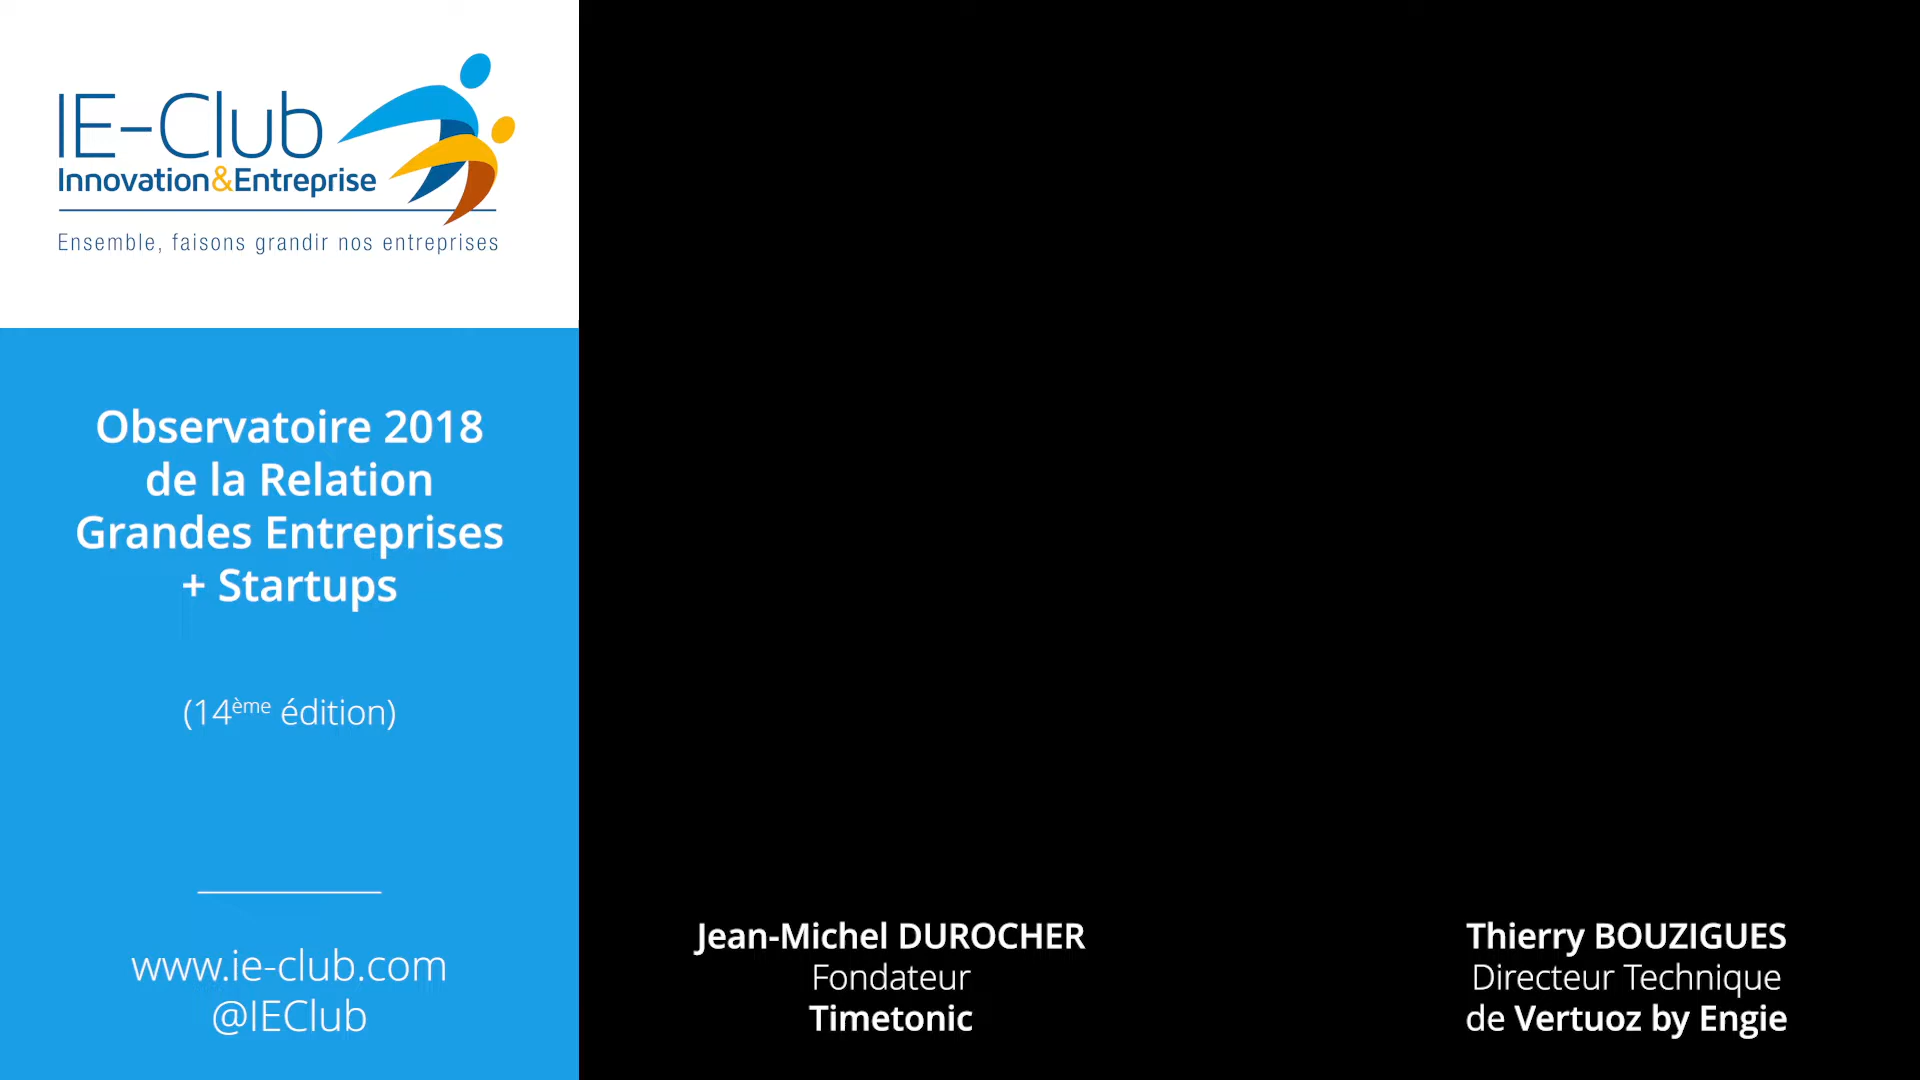 IE-Club
Innovation&Entreprise
Ensemble, faisons grandir nos entreprises
Observatoire 2018
de la Relation
Grandes Entreprises
+ Startups
(14ème édition)
www.ie-club.com
@IEClub
Jean-Michel DUROCHER
Fondateur
Timetonic
Thierry BOUZIGUES
Directeur Technique
de Vertuoz by Engie